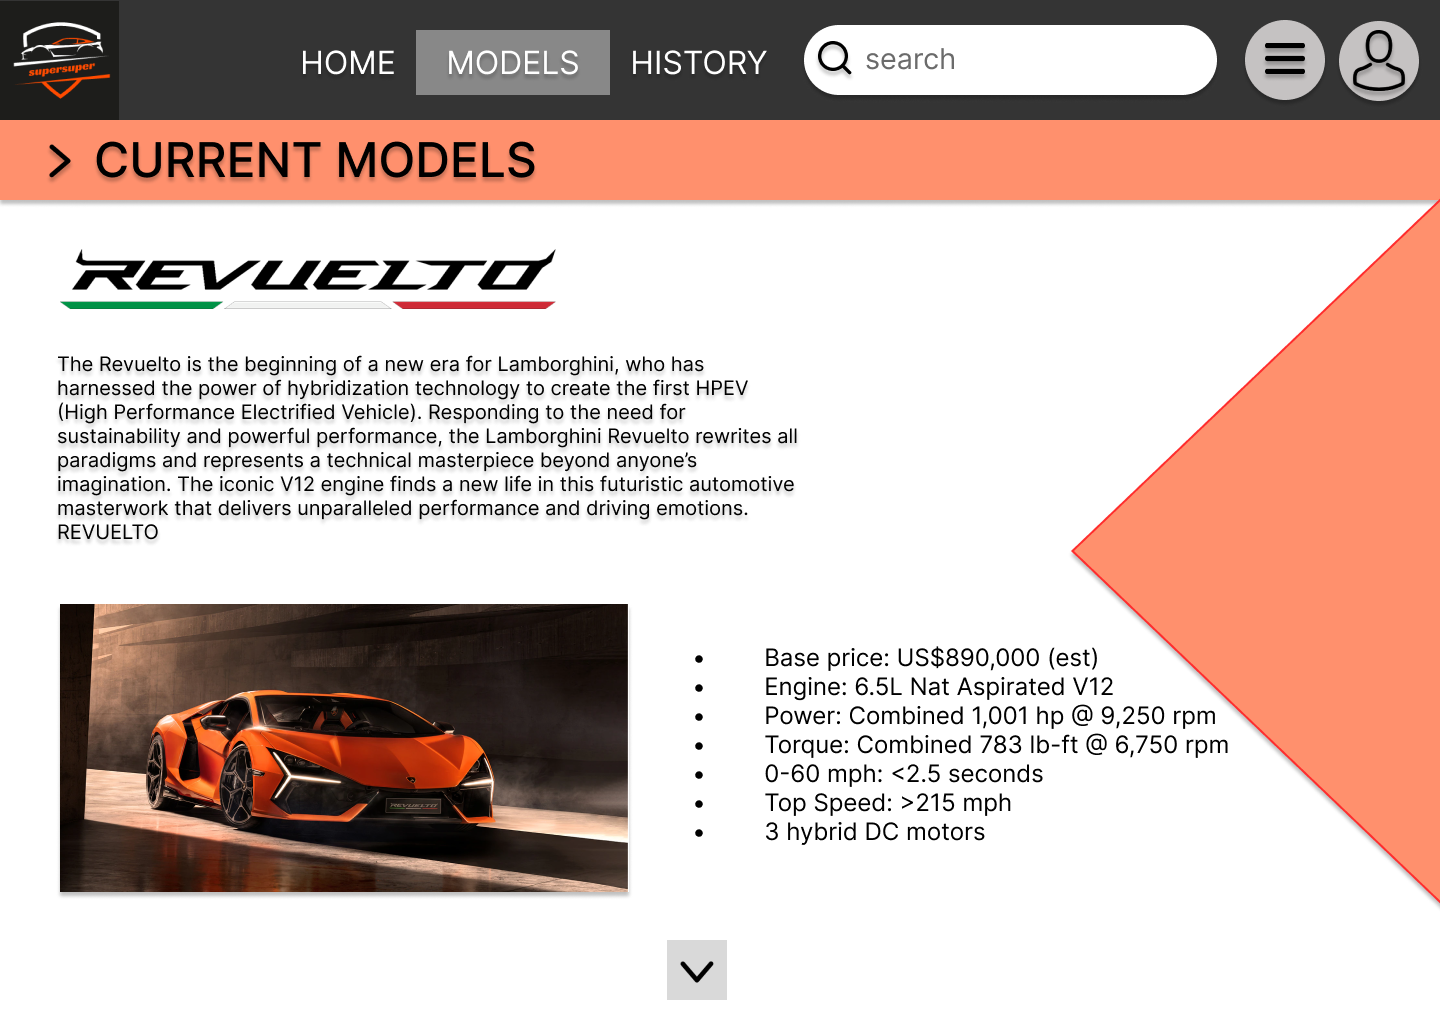 supersuper
HOME
MODELS
HISTORY
search
> CURRENT MODELS
REVUELTO
The Revuelto is the beginning of a new era for Lamborghini, who has
harnessed the power of hybridization technology to create the first HPEV
(High Performance Electrified Vehicle). Responding to the need for
sustainability and powerful performance, the Lamborghini Revuelto rewrites all
paradigms and represents a technical masterpiece beyond anyone’s
imagination. The iconic V12 engine finds a new life in this futuristic automotive
masterwork that delivers unparalleled performance and driving emotions.
REVUELTO
REVUELTO
• Base price: US$890,000 (est)
• Engine: 6.5L Nat Aspirated V12
• Power: Combined 1,001 hp @ 9,250 rpm
• Torque: Combined 783 lb-ft @ 6,750 rpm
• 0-60 mph: <2.5 seconds
• Top Speed: >215 mph
• 3 hybrid DC motors